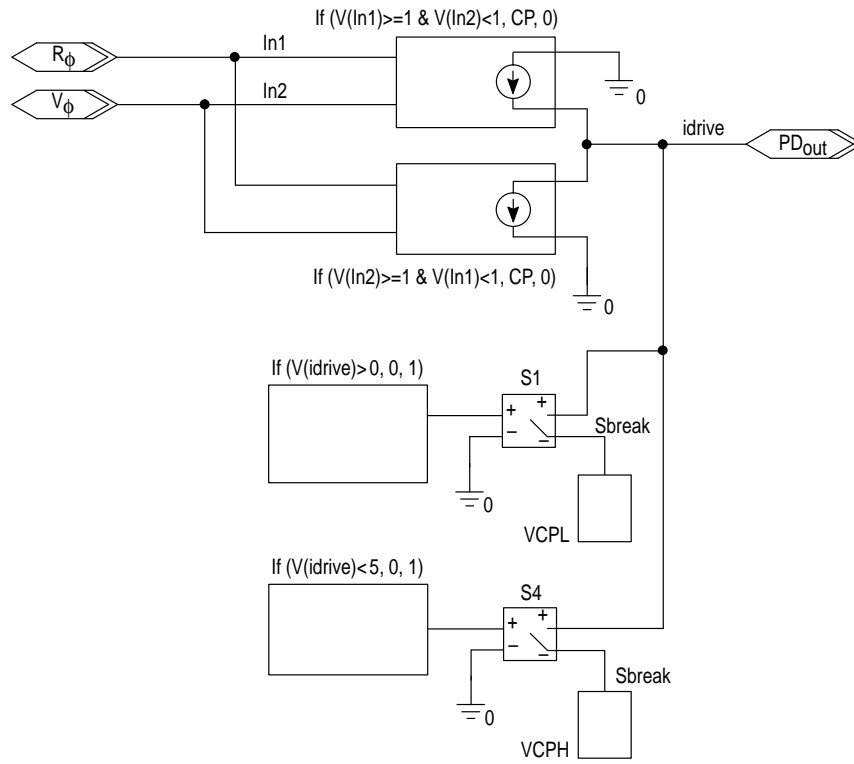 If (V(In1)>=1 & V(In2)<1, CP, 0)
Rϕ
In1
Vϕ
In2
0
idrive
PDout
If (V(In2)>=1 & V(In1)<1, CP, 0)
0
If (V(idrive)>0, 0, 1)
S1
+ +
− −
Sbreak
0
VCPL
If (V(idrive)<5, 0, 1)
S4
+ +
− −
Sbreak
0
VCPH